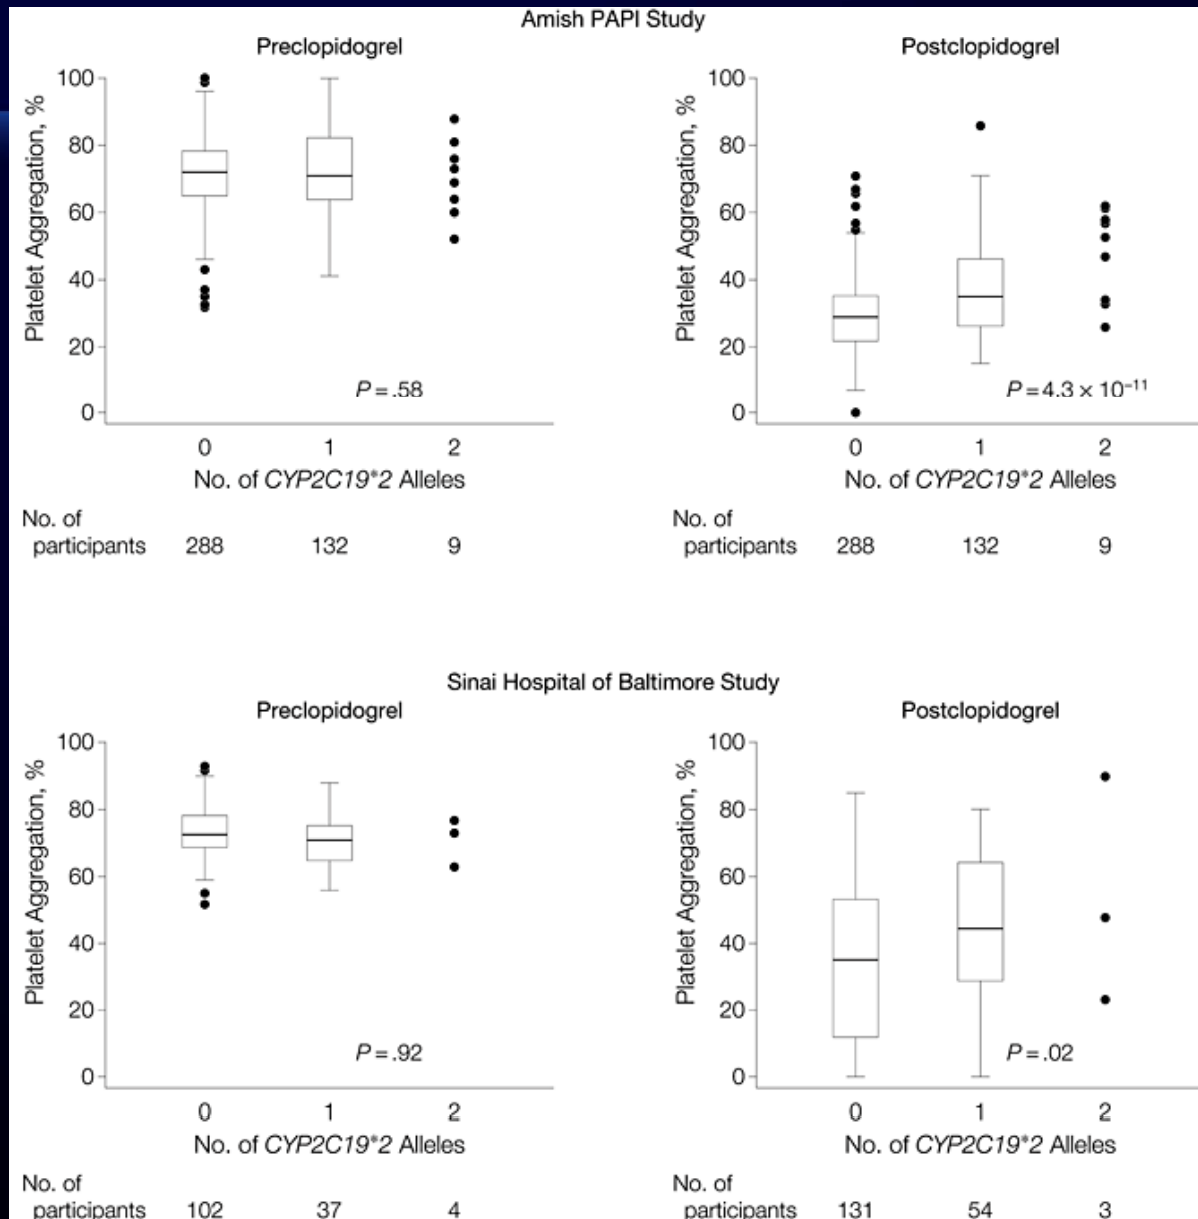 Amish PAPI Study
Preclopidogrel
Platelet Aggregation, %
100
80
60
40
20
0
P = .58
0 1 2
No. of CYP2C19*2 Alleles
No. of
participants 288 132 9
Postclopidogrel
Platelet Aggregation, %
100
80
60
40
20
0
P = 4.3 × 10⁻¹¹
0 1 2
No. of CYP2C19*2 Alleles
No. of
participants 288 132 9
Sinai Hospital of Baltimore Study
Preclopidogrel
Platelet Aggregation, %
100
80
60
40
20
0
P = .92
0 1 2
No. of CYP2C19*2 Alleles
No. of
participants 102 37 4
Postclopidogrel
Platelet Aggregation, %
100
80
60
40
20
0
P = .02
0 1 2
No. of CYP2C19*2 Alleles
No. of
participants 131 54 3